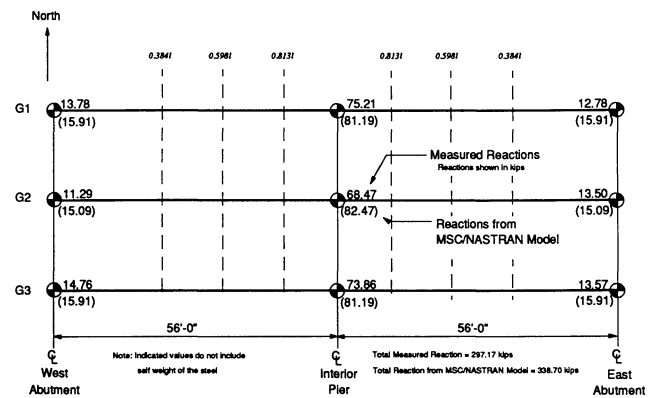 North
0.3841 0.5981 0.8131 0.8131 0.5981 0.3841
G1 13.78 75.21 12.78
(15.91) (81.19) (15.91)
Measured Reactions
Reactions shown in kips
G2 11.29 68.47 13.50
(15.09) (82.47) (15.09)
Reactions from
MSC/NASTRAN Model
G3 14.76 73.86 13.57
(15.91) (81.19) (15.91)
56'-0" 56'-0"
℄ Note: Indicated values do not include ℄ Total Measured Reaction = 297.17 kips ℄
West self weight of the steel Interior Total Reaction from MSC/NASTRAN Model = 338.70 kips East
Abutment Pier Abutment